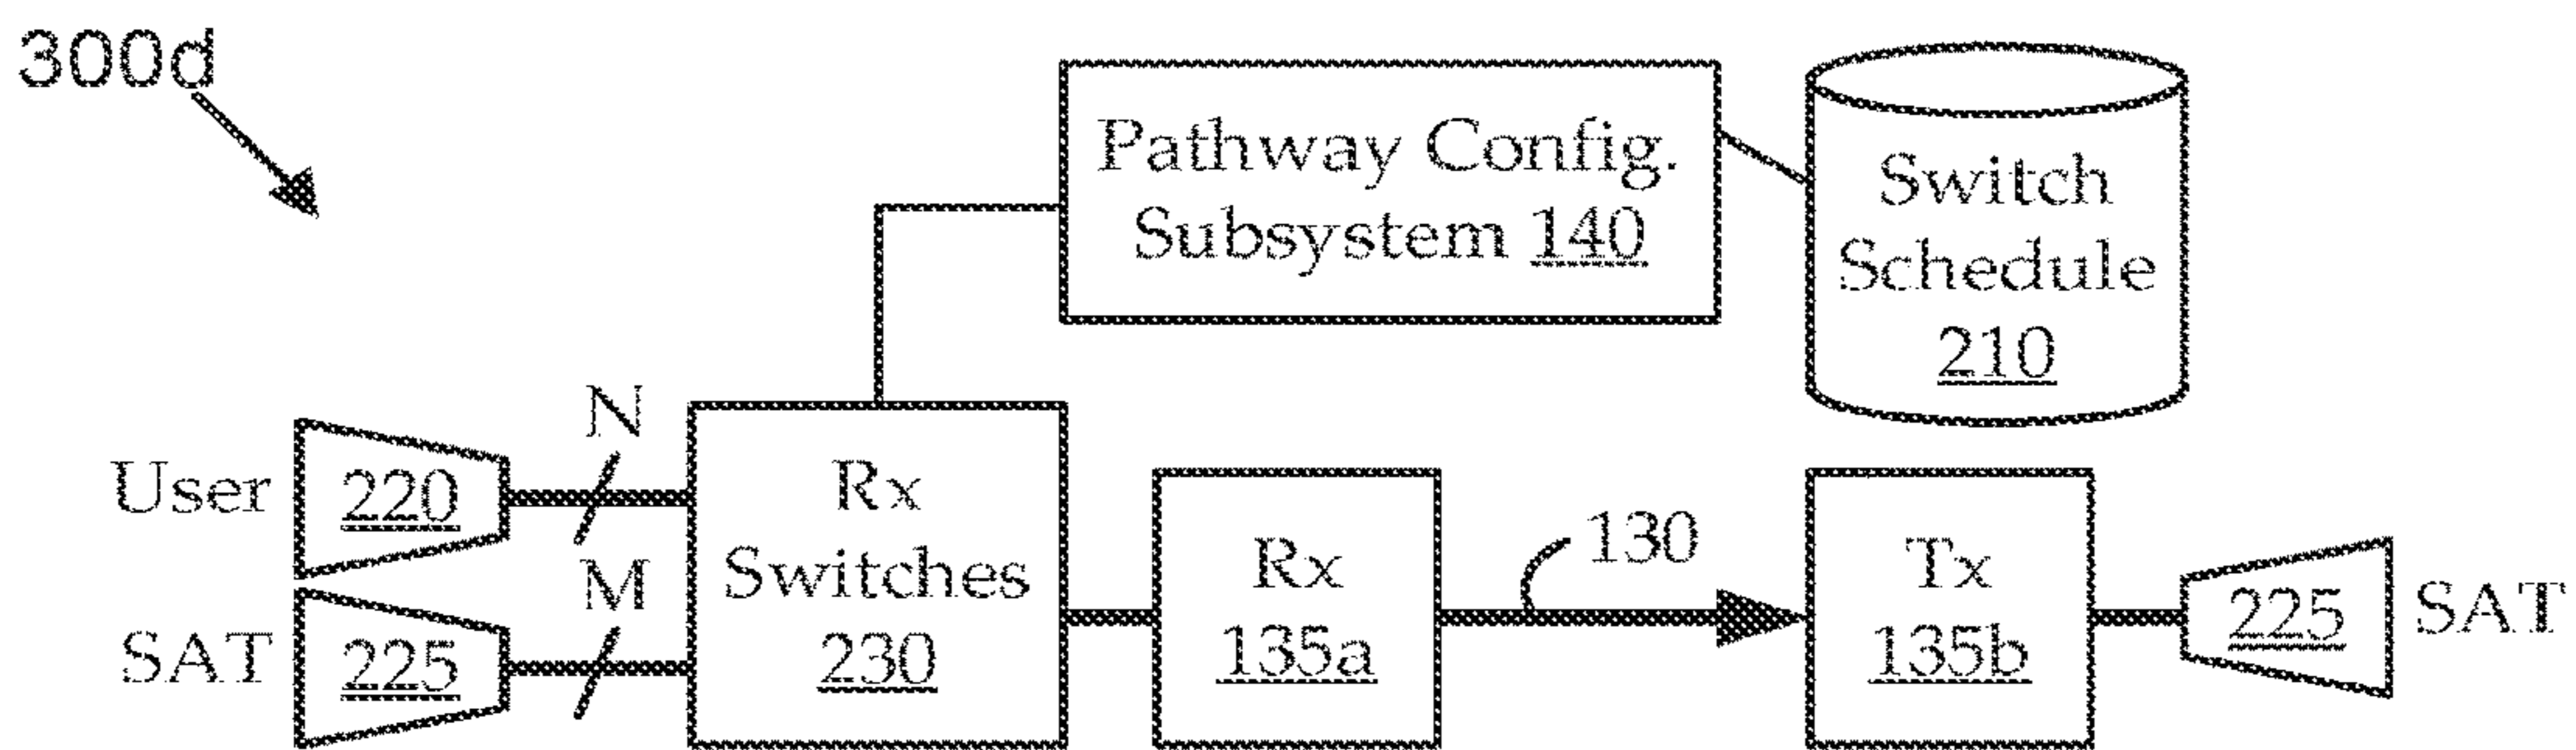 300d
Pathway Config.
Subsystem 140
Switch
Schedule
210
User
220
N
SAT
225
M
Rx
Switches
230
Rx
135a
130
Tx
135b
225
SAT